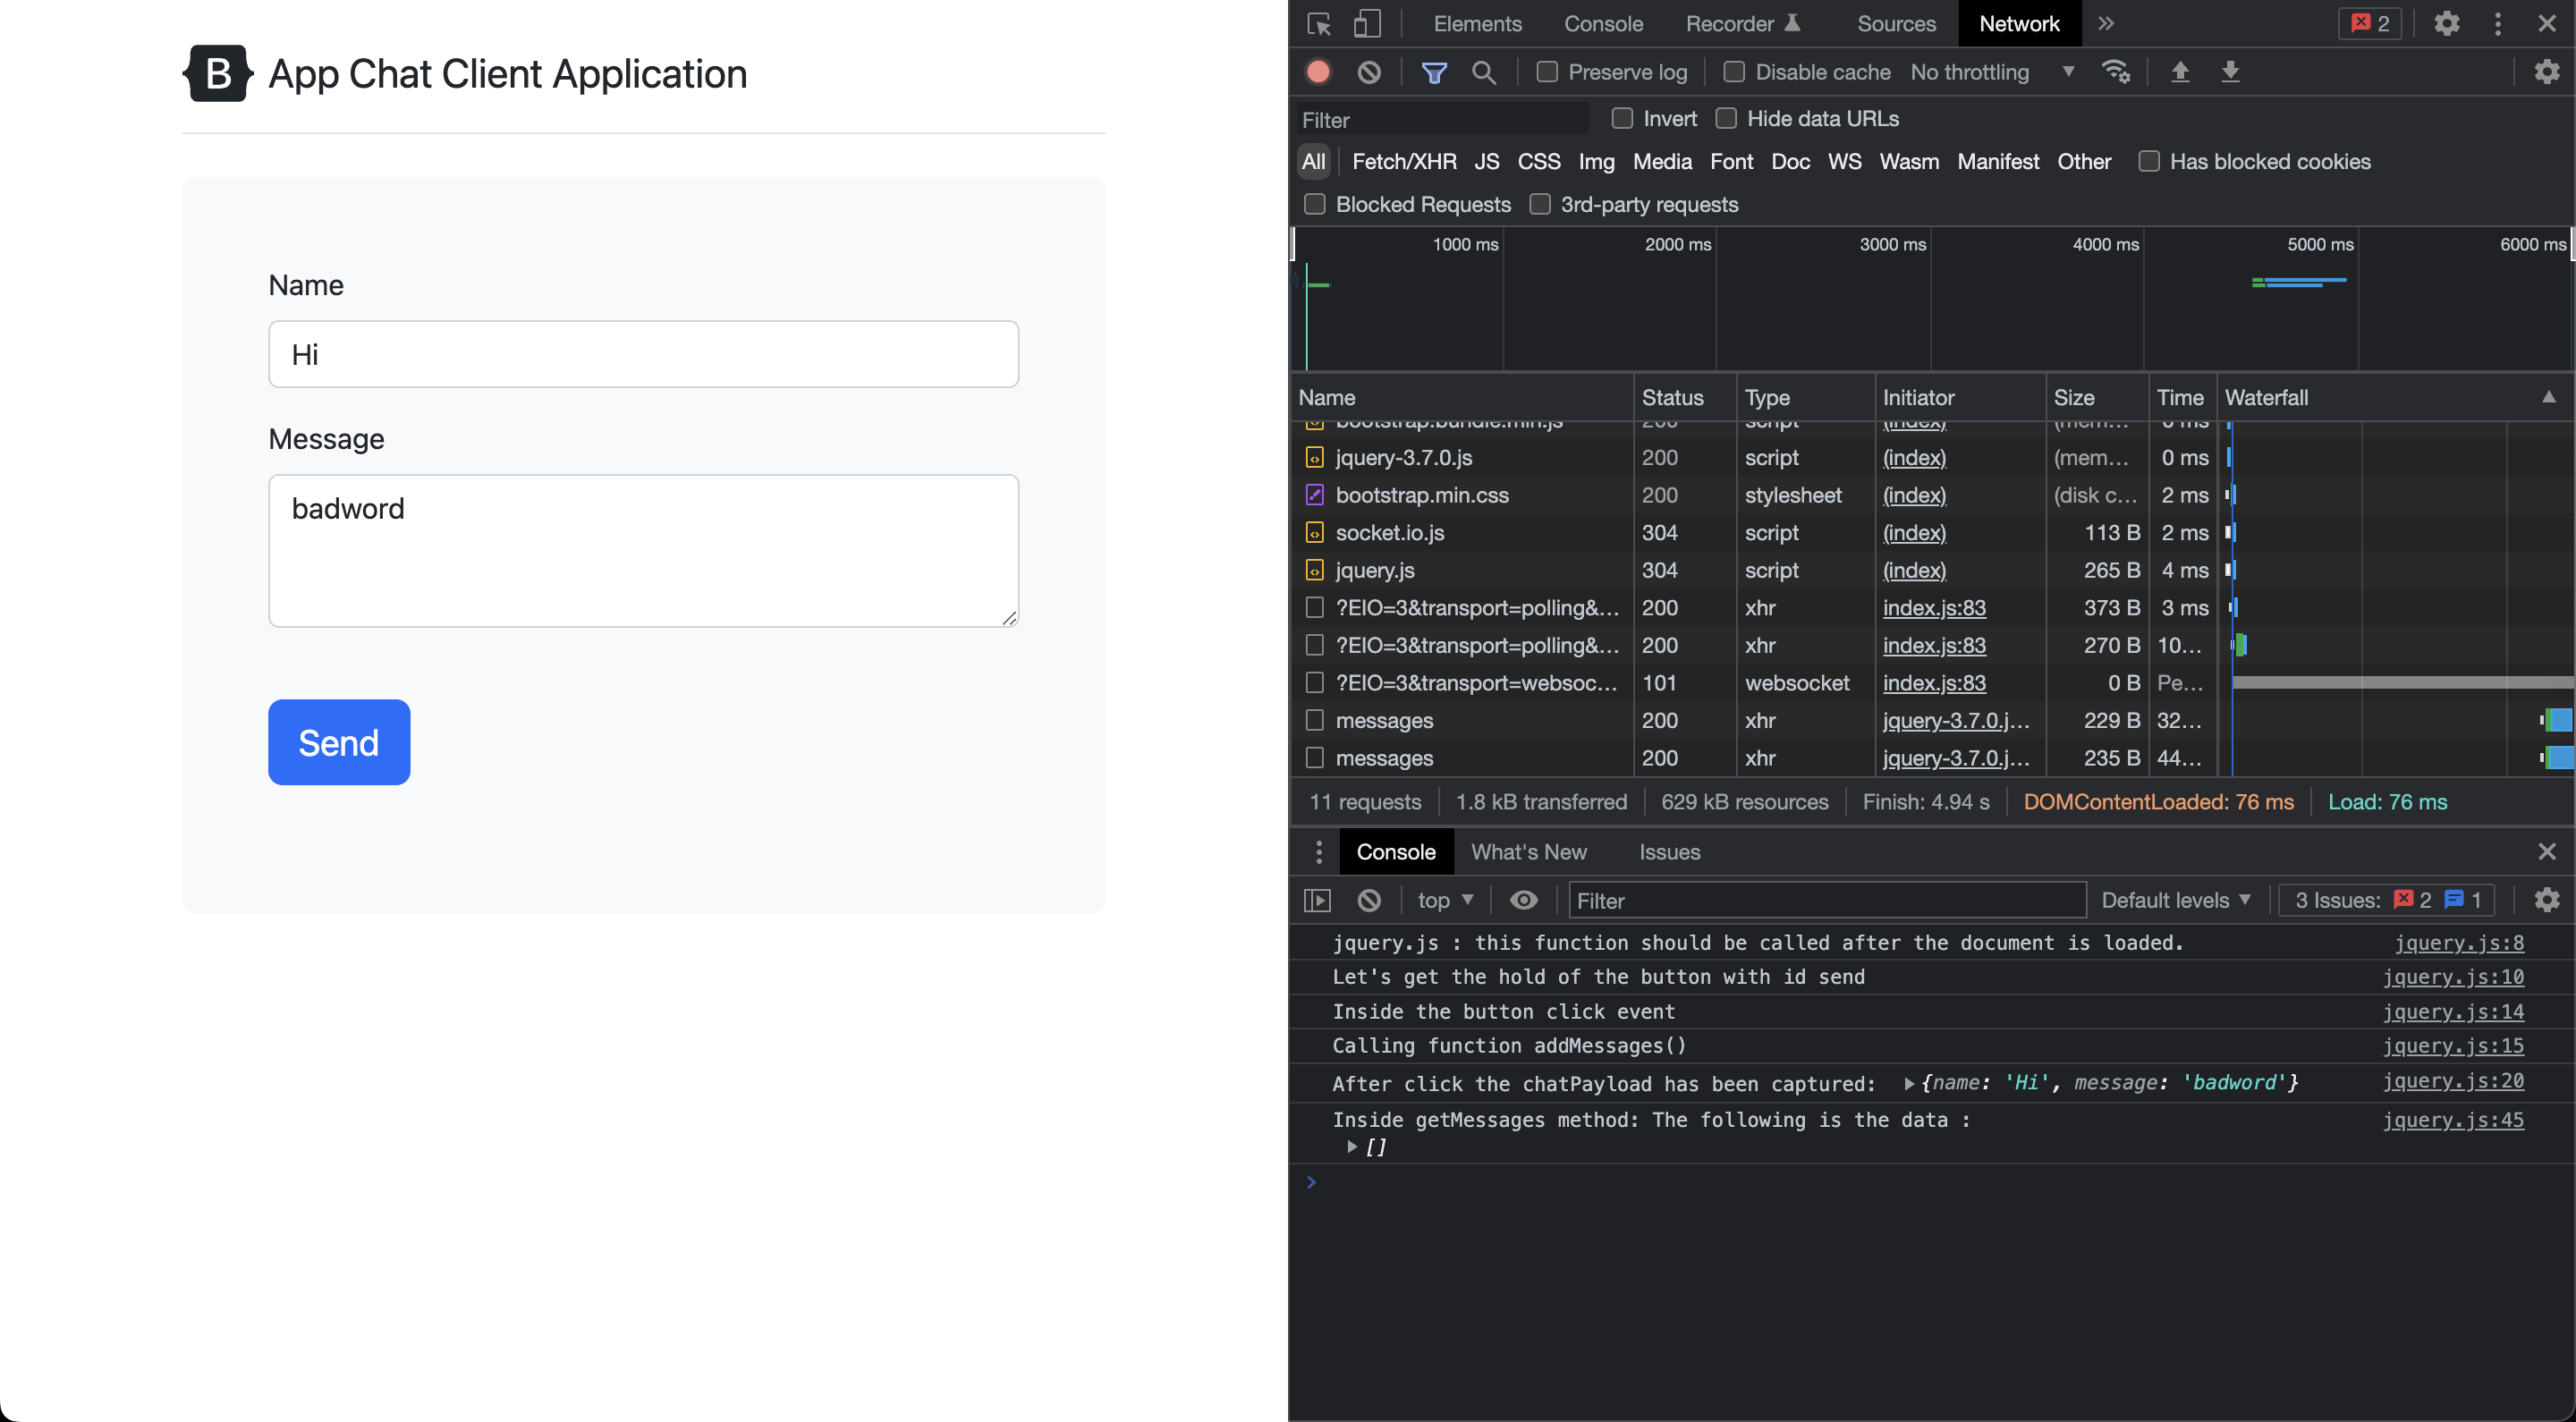 B App Chat Client Application
Name
Hi
Message
badword
Send
Elements Console Recorder Sources Network 2
Preserve log Disable cache No throttling
Filter Invert Hide data URLs
All Fetch/XHR JS CSS Img Media Font Doc WS Wasm Manifest Other Has blocked cookies
Blocked Requests 3rd-party requests
1000 ms 2000 ms 3000 ms 4000 ms 5000 ms 6000 ms
Name Status Type Initiator Size Time Waterfall
bootstrap.bundle.min.js 200 script (index) (mem... 0 ms
jquery-3.7.0.js 200 script (index) (mem... 0 ms
bootstrap.min.css 200 stylesheet (index) (disk c... 2 ms
socket.io.js 304 script (index) 113 B 2 ms
jquery.js 304 script (index) 265 B 4 ms
?EIO=3&transport=polling&... 200 xhr index.js:83 373 B 3 ms
?EIO=3&transport=polling&... 200 xhr index.js:83 270 B 10...
?EIO=3&transport=websoc... 101 websocket index.js:83 0 B Pe...
messages 200 xhr jquery-3.7.0.j... 229 B 32...
messages 200 xhr jquery-3.7.0.j... 235 B 44...
11 requests 1.8 kB transferred 629 kB resources Finish: 4.94 s DOMContentLoaded: 76 ms Load: 76 ms
Console What's New Issues
top Filter Default levels 3 Issues: 2 1
jquery.js : this function should be called after the document is loaded. jquery.js:8
Let's get the hold of the button with id send jquery.js:10
Inside the button click event jquery.js:14
Calling function addMessages() jquery.js:15
After click the chatPayload has been captured: {name: 'Hi', message: 'badword'} jquery.js:20
Inside getMessages method: The following is the data : jquery.js:45
[]